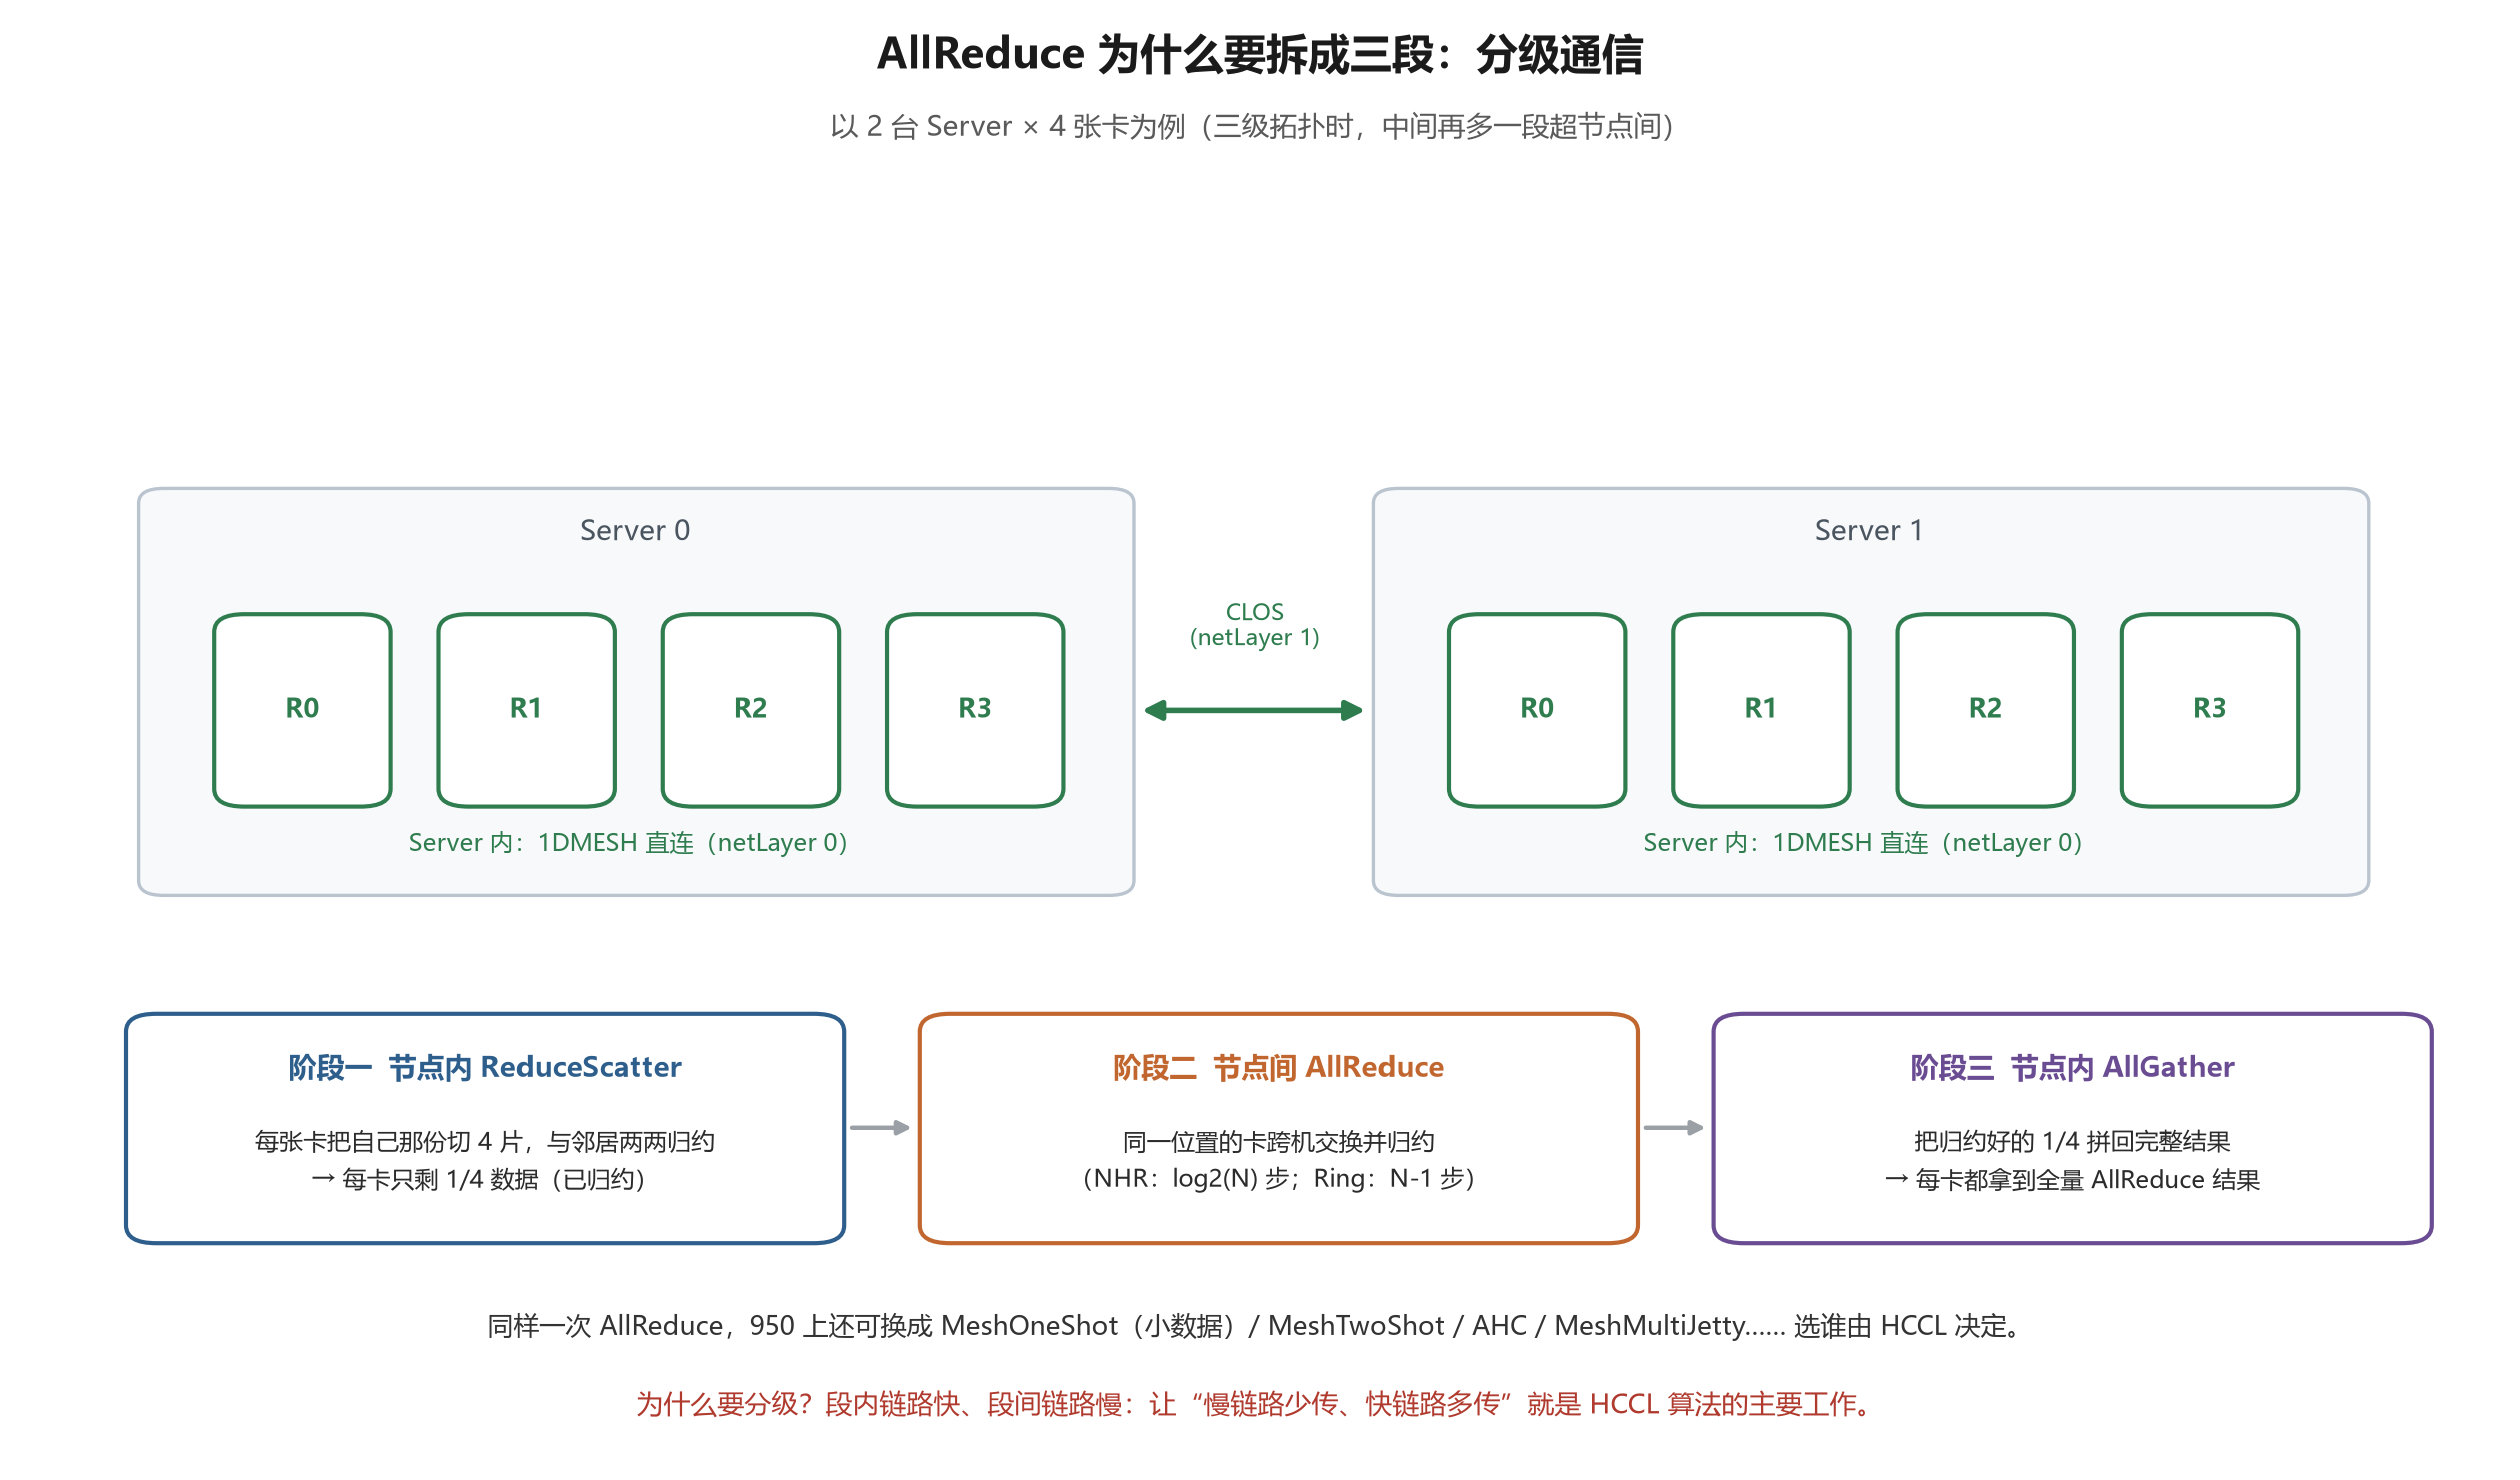 AllReduce 为什么要拆成三段：分级通信
以 2 台 Server × 4 张卡为例（三级拓扑时，中间再多一段超节点间）
Server 0
R0
R1
R2
R3
Server 内：1DMESH 直连（netLayer 0）
CLOS
(netLayer 1)
Server 1
R0
R1
R2
R3
Server 内：1DMESH 直连（netLayer 0）
阶段一 节点内 ReduceScatter
每张卡把自己那份切 4 片，与邻居两两归约
→ 每卡只剩 1/4 数据（已归约）
阶段二 节点间 AllReduce
同一位置的卡跨机交换并归约
（NHR：log2(N) 步；Ring：N-1 步）
阶段三 节点内 AllGather
把归约好的 1/4 拼回完整结果
→ 每卡都拿到全量 AllReduce 结果
同样一次 AllReduce，950 上还可换成 MeshOneShot（小数据）/ MeshTwoShot / AHC / MeshMultiJetty…… 选谁由 HCCL 决定。
为什么要分级？段内链路快、段间链路慢：让“慢链路少传、快链路多传”就是 HCCL 算法的主要工作。